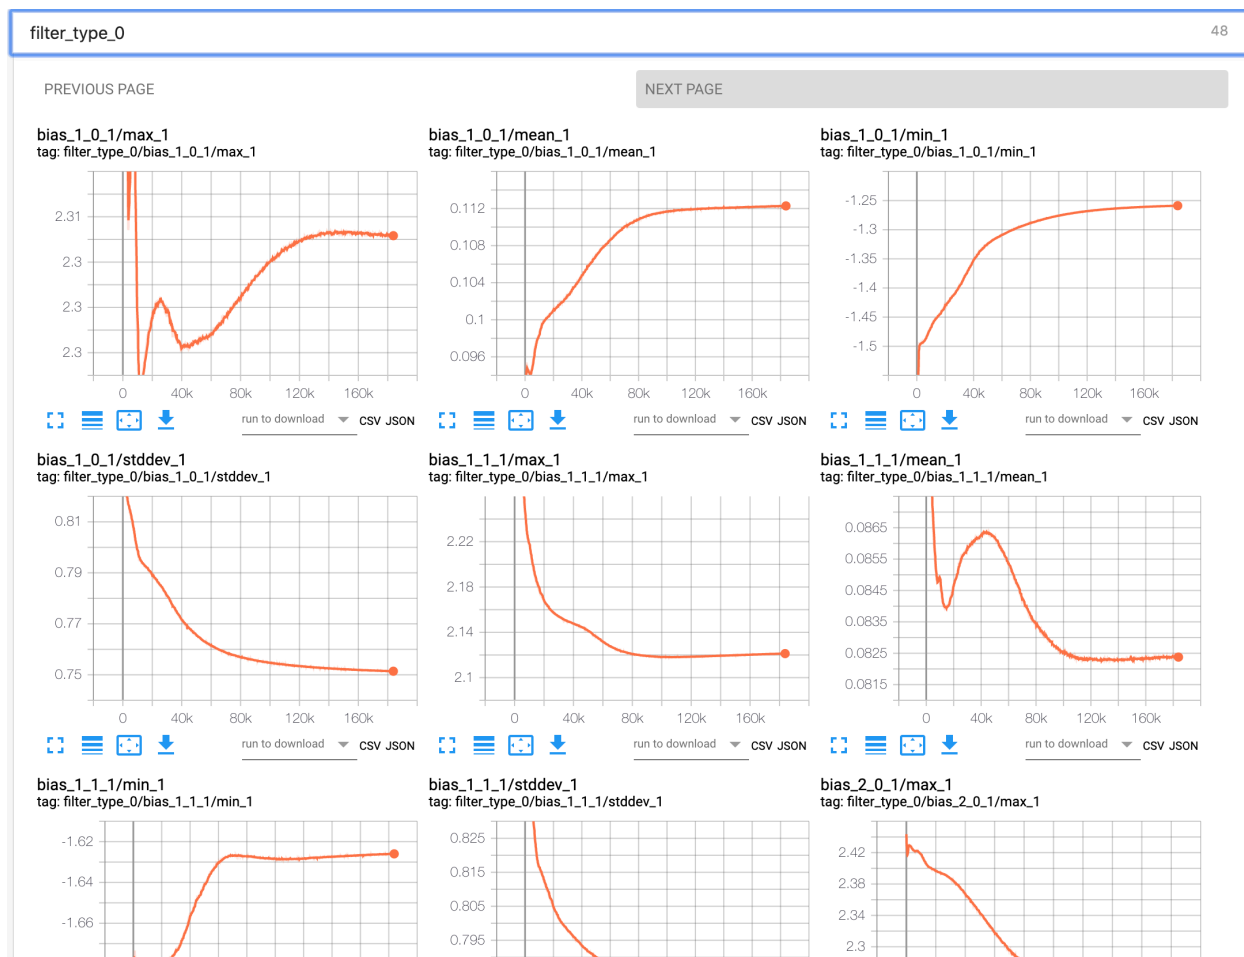 filter_type_0
48
PREVIOUS PAGE
NEXT PAGE
bias_1_0_1/max_1
tag: filter_type_0/bias_1_0_1/max_1
2.31
2.3
2.3
2.3
0 40k 80k 120k 160k
run to download CSV JSON
bias_1_0_1/mean_1
tag: filter_type_0/bias_1_0_1/mean_1
0.112
0.108
0.104
0.1
0.096
0 40k 80k 120k 160k
run to download CSV JSON
bias_1_0_1/min_1
tag: filter_type_0/bias_1_0_1/min_1
-1.25
-1.3
-1.35
-1.4
-1.45
-1.5
0 40k 80k 120k 160k
run to download CSV JSON
bias_1_0_1/stddev_1
tag: filter_type_0/bias_1_0_1/stddev_1
0.81
0.79
0.77
0.75
0 40k 80k 120k 160k
run to download CSV JSON
bias_1_1_1/max_1
tag: filter_type_0/bias_1_1_1/max_1
2.22
2.18
2.14
2.1
0 40k 80k 120k 160k
run to download CSV JSON
bias_1_1_1/mean_1
tag: filter_type_0/bias_1_1_1/mean_1
0.0865
0.0855
0.0845
0.0835
0.0825
0.0815
0 40k 80k 120k 160k
run to download CSV JSON
bias_1_1_1/min_1
tag: filter_type_0/bias_1_1_1/min_1
-1.62
-1.64
-1.66
bias_1_1_1/stddev_1
tag: filter_type_0/bias_1_1_1/stddev_1
0.825
0.815
0.805
0.795
bias_2_0_1/max_1
tag: filter_type_0/bias_2_0_1/max_1
2.42
2.38
2.34
2.3